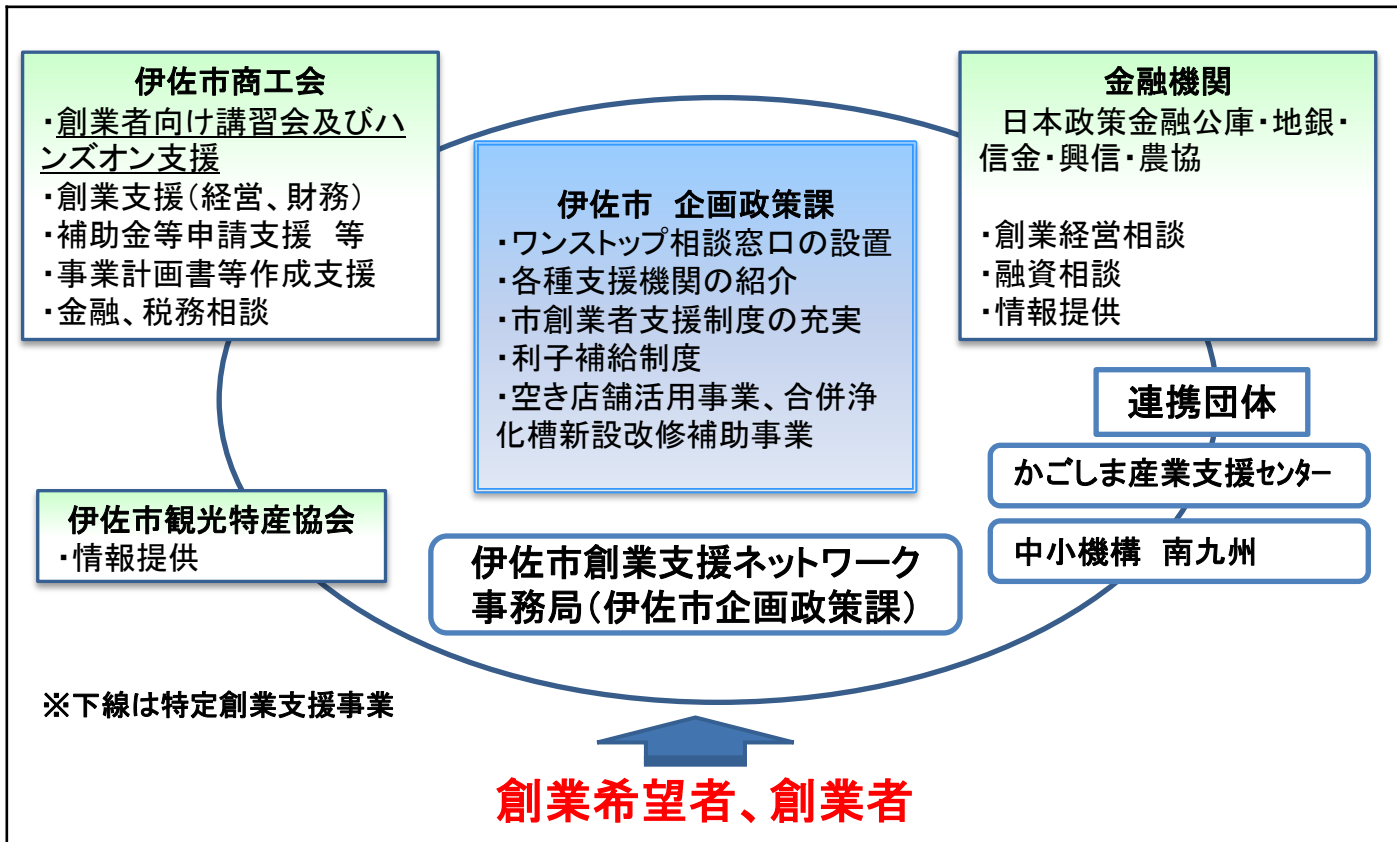 伊佐市商工会
・創業者向け講習会及びハ
ンズオン支援
・創業支援（経営、財務）
・補助金等申請支援　等
・事業計画書等作成支援
・金融、税務相談
伊佐市　企画政策課
・ワンストップ相談窓口の設置
・各種支援機関の紹介
・市創業者支援制度の充実
・利子補給制度
・空き店舗活用事業、合併浄
化槽新設改修補助事業
金融機関
日本政策金融公庫・地銀・
信金・興信・農協
・創業経営相談
・融資相談
・情報提供
連携団体
かごしま産業支援ｾﾝﾀｰ
中小機構　南九州
伊佐市観光特産協会
・情報提供
伊佐市創業支援ネットワーク
事務局（伊佐市企画政策課）
※下線は特定創業支援事業
創業希望者、創業者